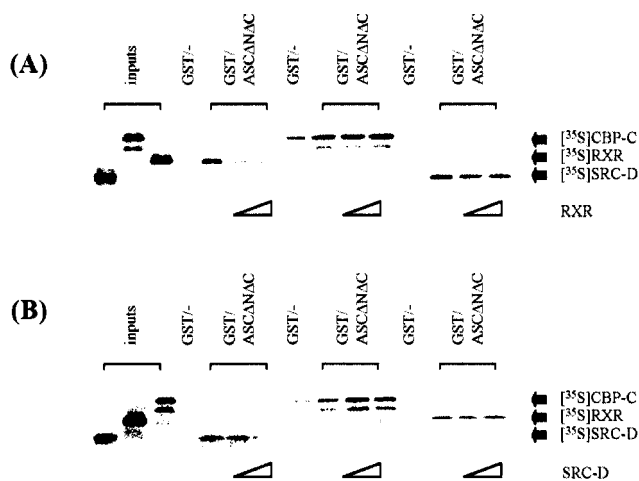 (A)
inputs
GST/-
GST/
ASCΔNΔC
GST/-
GST/
ASCΔNΔC
GST/-
GST/
ASCΔNΔC
[³⁵S]CBP-C
[³⁵S]RXR
[³⁵S]SRC-D
RXR
(B)
inputs
GST/-
GST/
ASCΔNΔC
GST/-
GST/
ASCΔNΔC
GST/-
GST/
ASCΔNΔC
[³⁵S]CBP-C
[³⁵S]RXR
[³⁵S]SRC-D
SRC-D